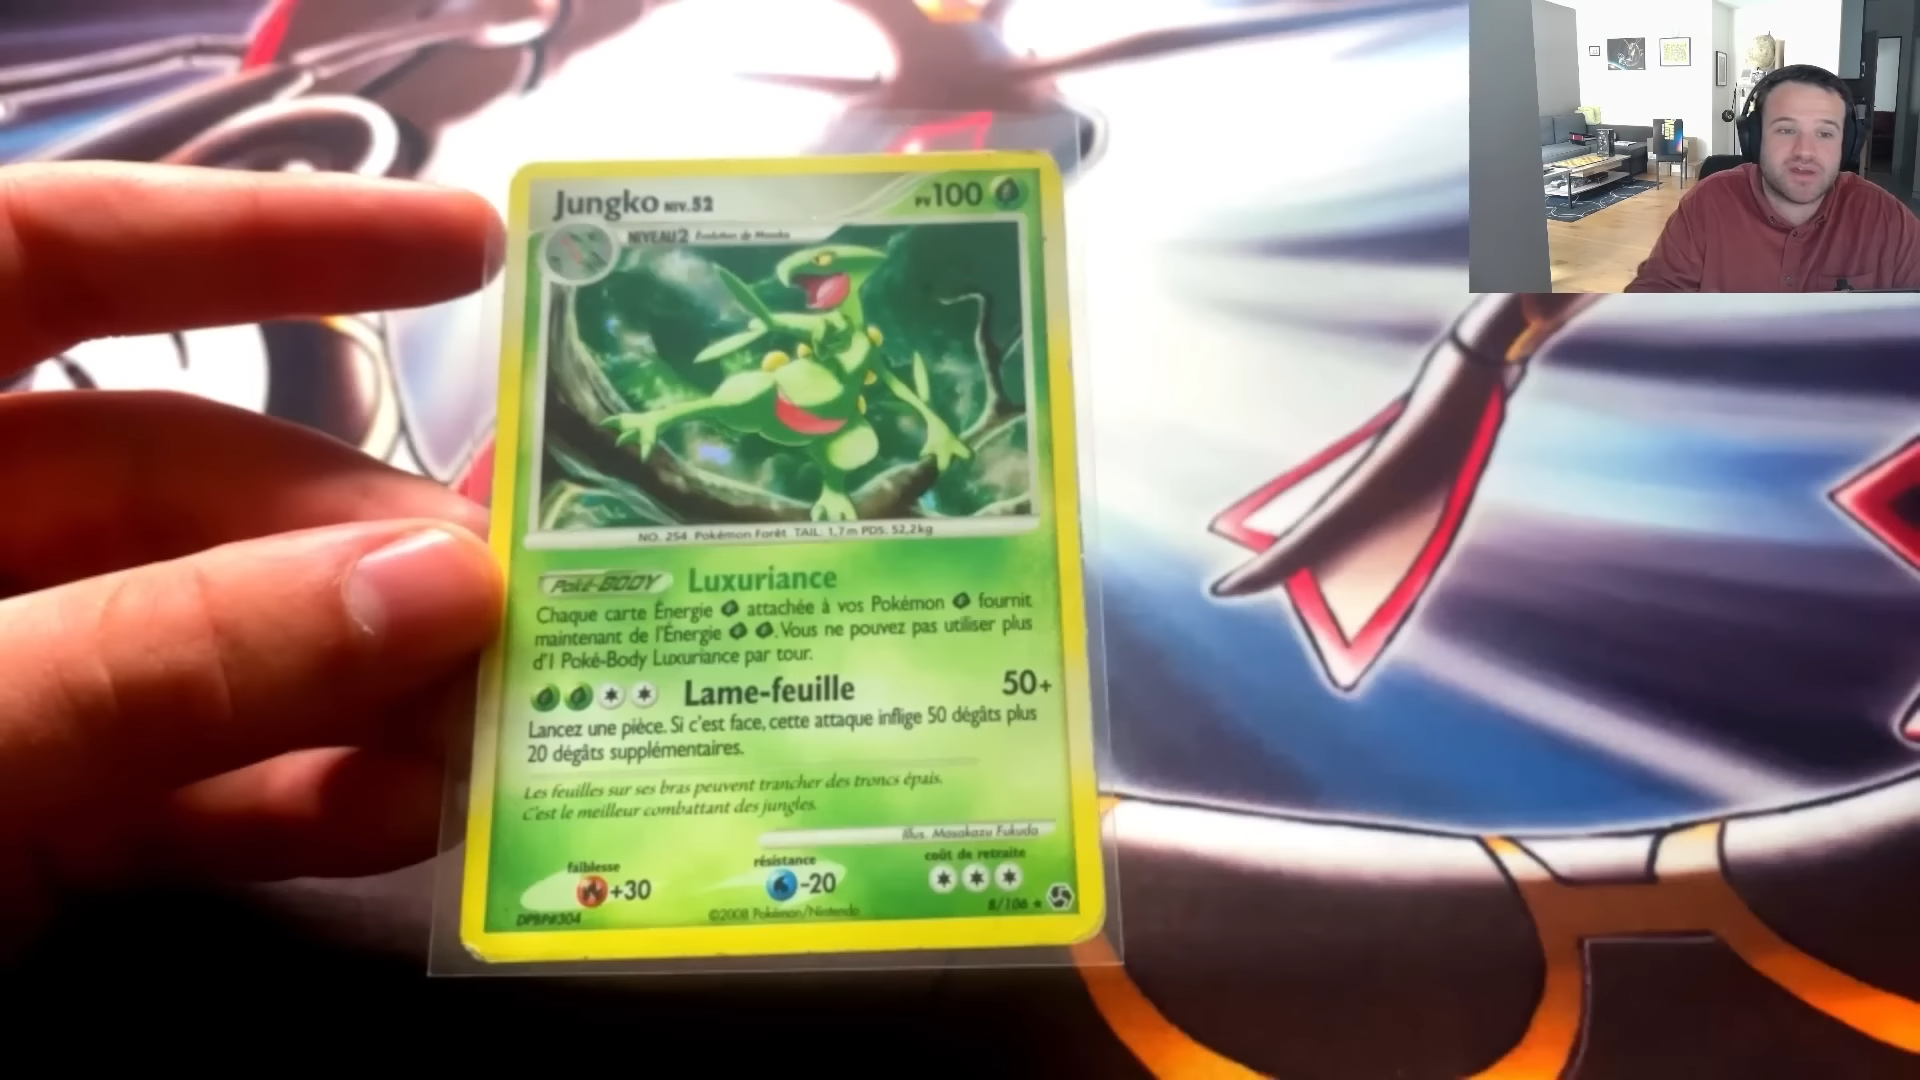 Jungko NIV.52
PV 100
NIVEAU2 Évolution de Massko
NO. 254 Pokémon Forêt TAIL: 1,7m PDS: 52,2kg
Poké-BODY Luxuriance
Chaque carte Énergie attachée à vos Pokémon fournit
maintenant de l'Énergie . Vous ne pouvez pas utiliser plus
d'1 Poké-Body Luxuriance par tour.
Lame-feuille 50+
Lancez une pièce. Si c'est face, cette attaque inflige 50 dégâts plus
20 dégâts supplémentaires.
Les feuilles sur ses bras peuvent trancher des troncs épais.
C'est le meilleur combattant des jungles.
Illus. Masakazu Fukuda
faiblesse résistance coût de retraite
+30 -20
8/106
DPBP#304 ©2008 Pokémon/Nintendo